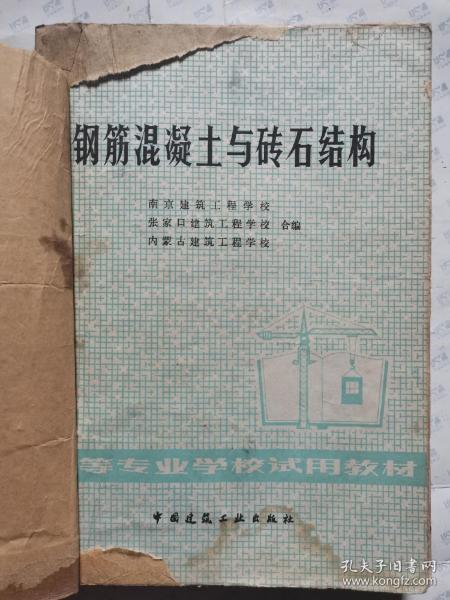 钢筋混凝土与砖石结构
南京建筑工程学校
张家口建筑工程学校 合编
内蒙古建筑工程学校
等专业学校试用教材
中国建筑工业出版社
孔夫子旧书网
www.kongfz.com